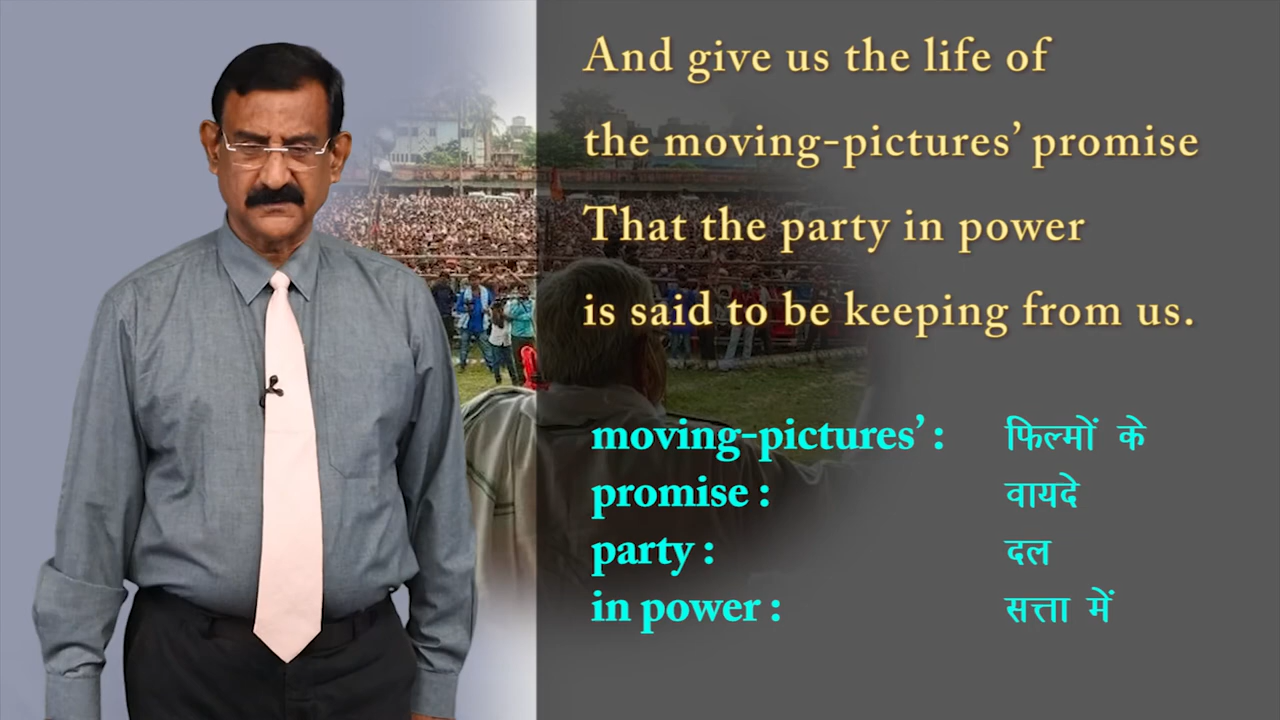 And give us the life of
the moving-pictures’ promise
That the party in power
is said to be keeping from us.
moving-pictures’ : फिल्मों के
promise : वायदे
party : दल
in power : सत्ता में